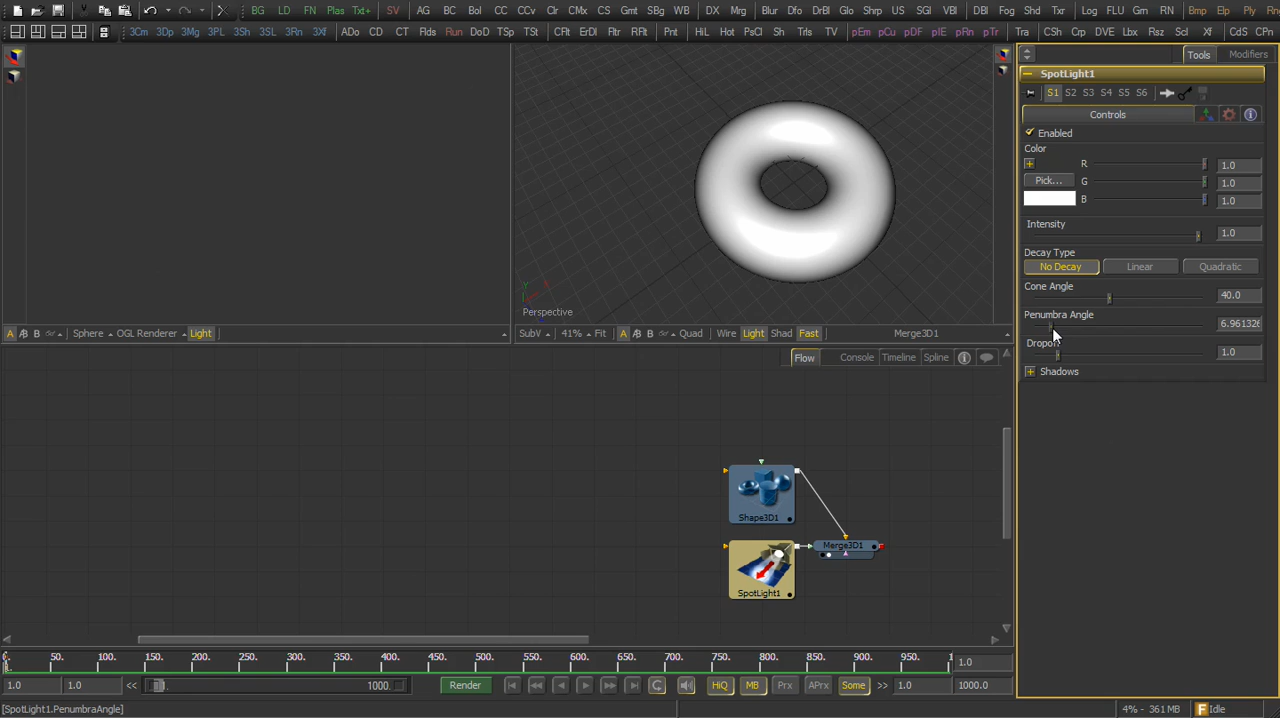 BG LD FN Plas Txt+ SV AG BC Bol CC CCv Clr CMx CS Gmt SBg WB DX Mrg Blur Dfo DrBl Glo Shrp US SGl VBl DBl Fog Shd Txr Log FLU Gm RN Bmp Elp Ply
3Cm 3Dp 3Mg 3PL 3Sh 3SL 3Rn 3Xf ADo CD CT Flds Run DoD TSp TSt CFlt ErDl Fltr RFlt Pnt HiL Hot PsCl Sh Trls TV pEm pCu pDF pIE pRn pTr Tra CSh Crp DVE Lbx Rsz Scl Xf CdS CPn
Tools Modifiers
SpotLight1
S1 S2 S3 S4 S5 S6
Controls
Enabled
Color
R 1.0
Pick... G 1.0
B 1.0
Intensity
1.0
Decay Type
No Decay Linear Quadratic
Cone Angle
40.0
Penumbra Angle
6.961326
Dropoff
1.0
Shadows
Perspective
A B Sphere OGL Renderer Light SubV 41% Fit A B Quad Wire Light Shad Fast Merge3D1
Flow Console Timeline Spline
Shape3D1
Merge3D1
SpotLight1
0. 50. 100. 150. 200. 250. 300. 350. 400. 450. 500. 550. 600. 650. 700. 750. 800. 850. 900. 950. 1.0
1.0 1.0 << 1. 1000. Render HiQ MB Prx APrx Some >> 1.0 1000.0
[SpotLight1.PenumbraAngle] 4% - 361 MB Idle